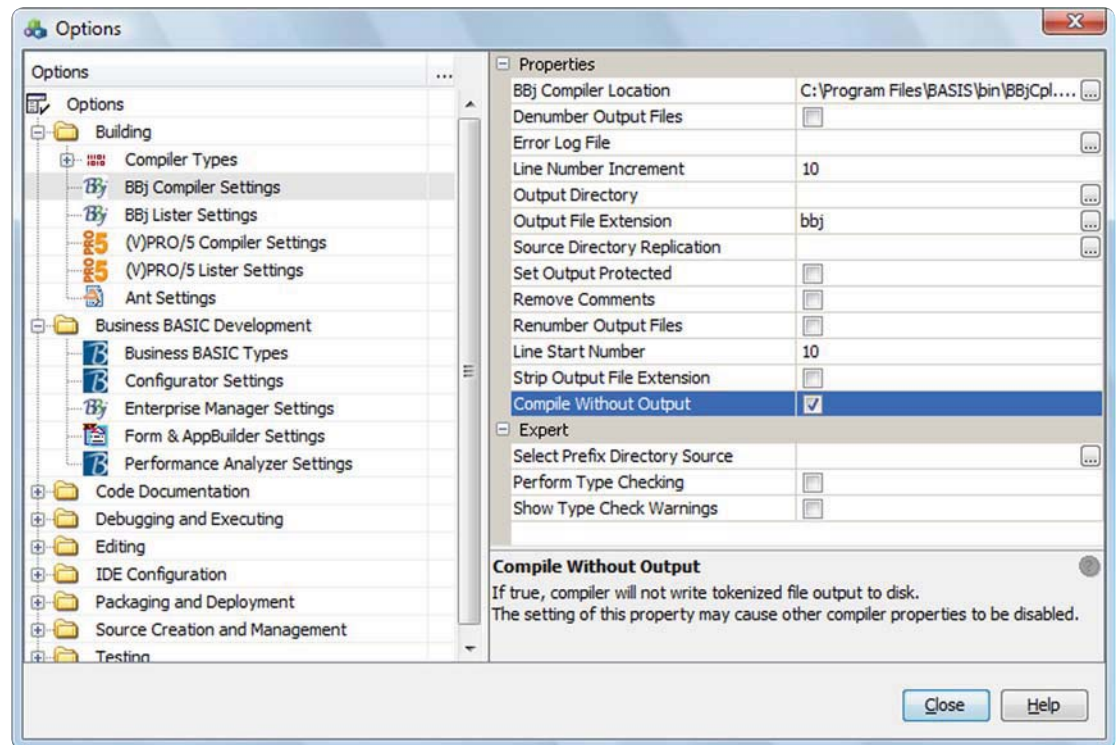 Options
Options
...
Options
Building
Compiler Types
BBj Compiler Settings
BBj Lister Settings
(V)PRO/5 Compiler Settings
(V)PRO/5 Lister Settings
Ant Settings
Business BASIC Development
Business BASIC Types
Configurator Settings
Enterprise Manager Settings
Form & AppBuilder Settings
Performance Analyzer Settings
Code Documentation
Debugging and Executing
Editing
IDE Configuration
Packaging and Deployment
Source Creation and Management
Testing
Properties
BBj Compiler Location C:\Program Files\BASIS\bin\BBjCpl.... ...
Denumber Output Files
Error Log File ...
Line Number Increment 10
Output Directory ...
Output File Extension bbj ...
Source Directory Replication ...
Set Output Protected
Remove Comments
Renumber Output Files
Line Start Number 10
Strip Output File Extension
Compile Without Output
Expert
Select Prefix Directory Source ...
Perform Type Checking
Show Type Check Warnings
Compile Without Output ?
If true, compiler will not write tokenized file output to disk.
The setting of this property may cause other compiler properties to be disabled.
Close Help